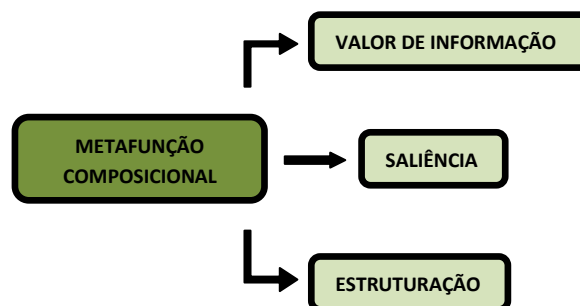 VALOR DE INFORMAÇÃO
METAFUNÇÃO
COMPOSICIONAL
SALIÊNCIA
ESTRUTURAÇÃO